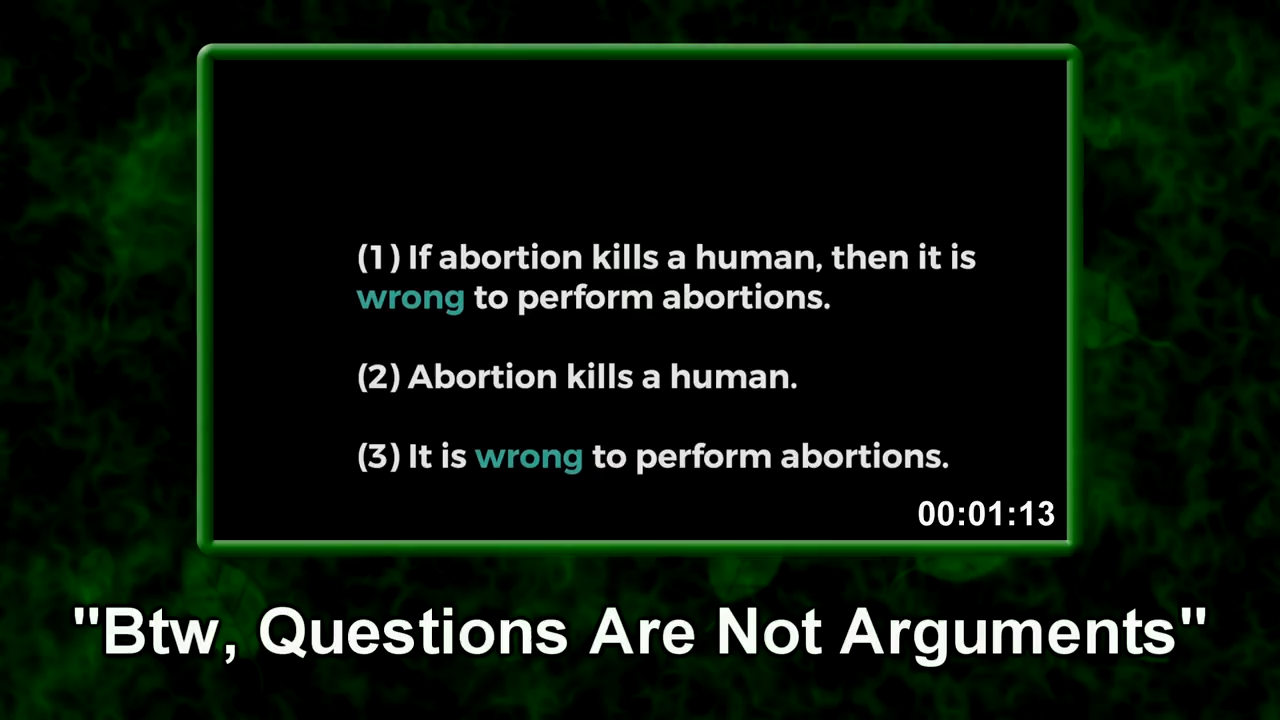 (1) If abortion kills a human, then it is
wrong to perform abortions.
(2) Abortion kills a human.
(3) It is wrong to perform abortions.
00:01:13
"Btw, Questions Are Not Arguments"